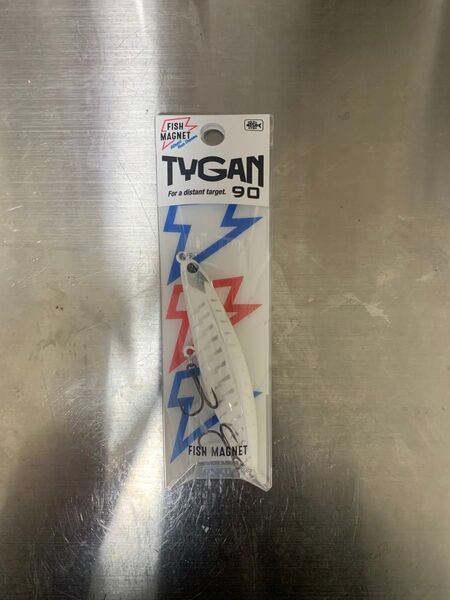 FISH
MAGNET
TYGAN
For a distant target. 90
FISH MAGNET